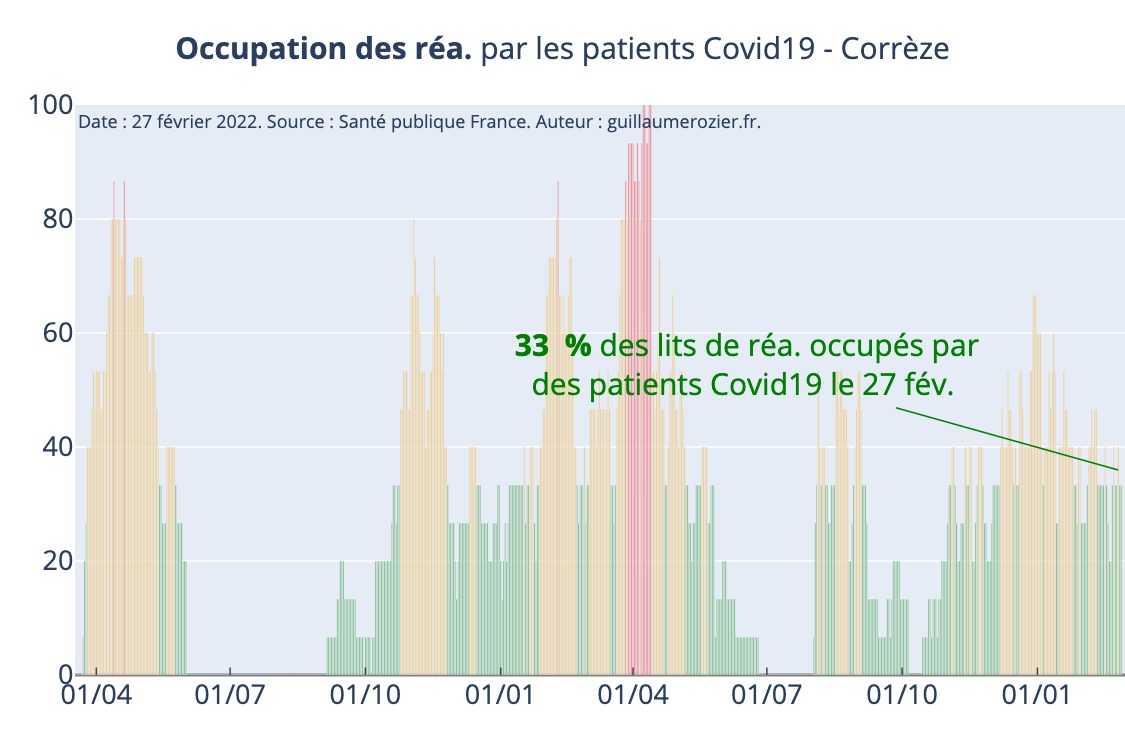 Occupation des réa. par les patients Covid19 - Corrèze
100
Date : 27 février 2022. Source : Santé publique France. Auteur : guillaumerozier.fr.
80
60
33 % des lits de réa. occupés par
des patients Covid19 le 27 fév.
40
20
0
01/04 01/07 01/10 01/01 01/04 01/07 01/10 01/01